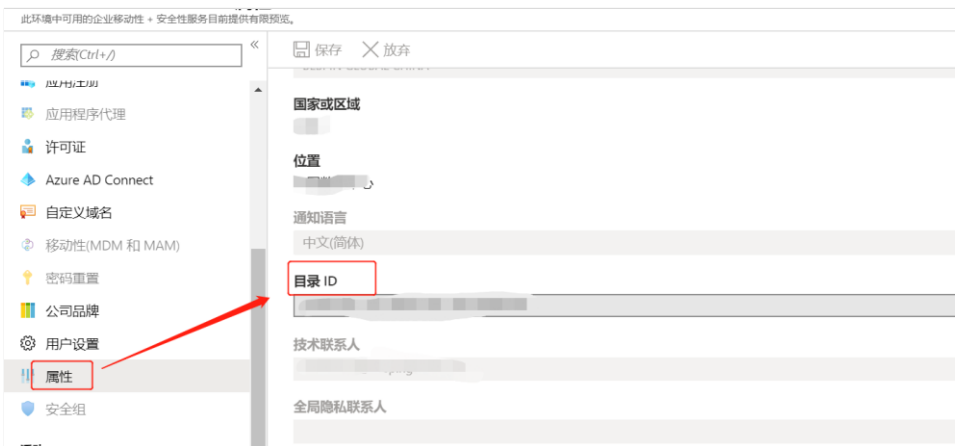 此环境中可用的企业移动性 + 安全性服务目前提供有限预览。
搜索(Ctrl+/)
«
保存
放弃
应用注册
应用程序代理
许可证
Azure AD Connect
自定义域名
移动性(MDM 和 MAM)
密码重置
公司品牌
用户设置
属性
安全组
国家或区域
位置
心
通知语言
中文(简体)
目录 ID
技术联系人
全局隐私联系人